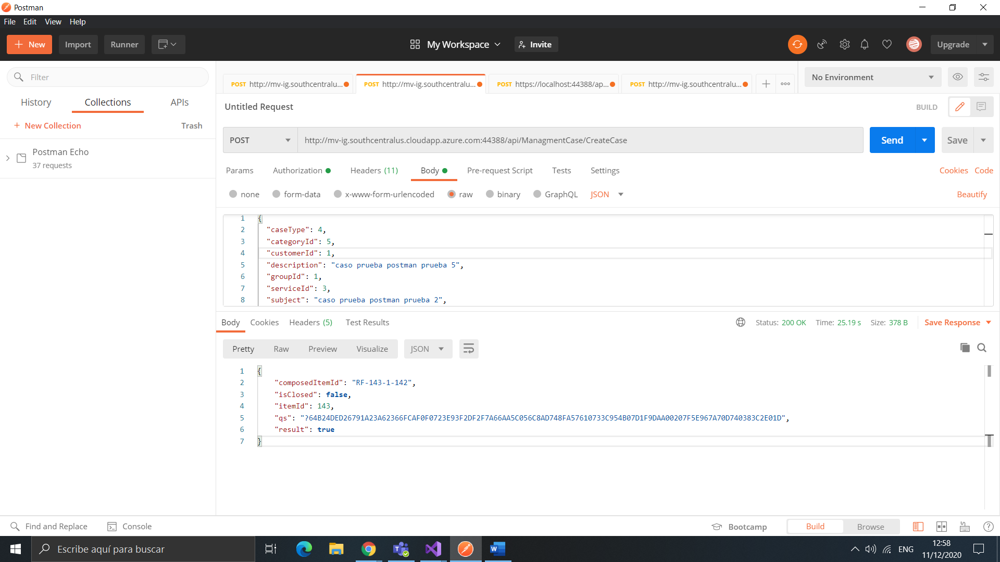 Postman
File Edit View Help
New Import Runner My Workspace Invite Upgrade
Filter
History Collections APIs
+ New Collection Trash
Postman Echo
37 requests
POST http://mv-ig.southcentralu... POST http://mv-ig.southcentralu... POST https://localhost:44388/ap... POST http://mv-ig.southcentralu... No Environment
Untitled Request BUILD
POST http://mv-ig.southcentralus.cloudapp.azure.com:44388/api/ManagmentCase/CreateCase Send Save
Params Authorization Headers (11) Body Pre-request Script Tests Settings Cookies Code
none form-data x-www-form-urlencoded raw binary GraphQL JSON Beautify
1 {
2 "caseType": 4,
3 "categoryId": 5,
4 "customerId": 1,
5 "description": "caso prueba postman prueba 5",
6 "groupId": 1,
7 "serviceId": 3,
8 "subject": "caso prueba postman prueba 2",
Body Cookies Headers (5) Test Results Status: 200 OK Time: 25.19 s Size: 378 B Save Response
Pretty Raw Preview Visualize JSON
1 {
2 "composedItemId": "RF-143-1-142",
3 "isClosed": false,
4 "itemId": 143,
5 "qs": "?64B24DED26791A23A62366FCAF0F0723E93F2DF2F7A66AA5C056C8AD748FA57610733C954B07D1F9DAA00207F5E967A70D740383C2E01D",
6 "result": true
7 }
Find and Replace Console Bootcamp Build Browse
Escribe aquí para buscar ENG 12:58
11/12/2020